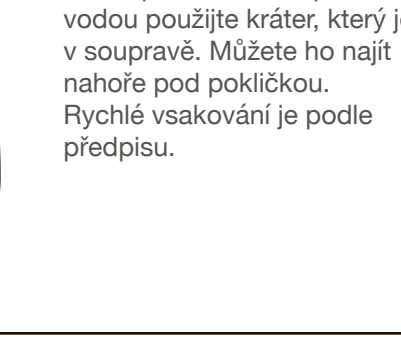 vodou použijte kráter, který
v soupravě. Můžete ho najít
nahoře pod pokličkou.
Rychlé vsakování je podle
předpisu.